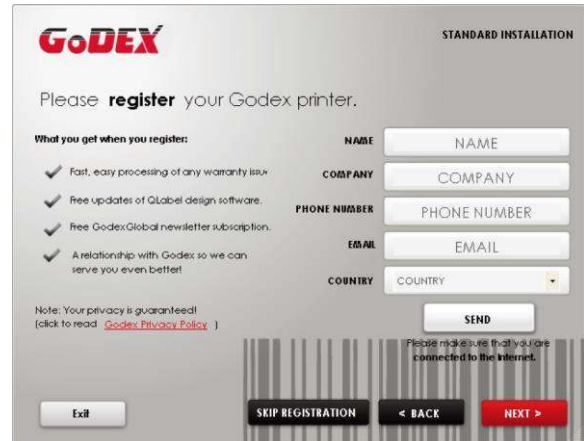 GoDEX
STANDARD INSTALLATION
Please register your Godex printer.
What you get when you register:
Fast, easy processing of any warranty issu
Free updates of QLabel design software.
Free GodexGlobal newsletter subscription.
A relationship with Godex so we can
serve you even better!
Note: Your privacy is guaranteed!
(click to read Godex Privacy Policy )
NAME NAME
COMPANY COMPANY
PHONE NUMBER PHONE NUMBER
EMAIL EMAIL
COUNTRY COUNTRY
SEND
Please make sure that you are
connected to the internet.
Exit
SKIP REGISTRATION
< BACK
NEXT >